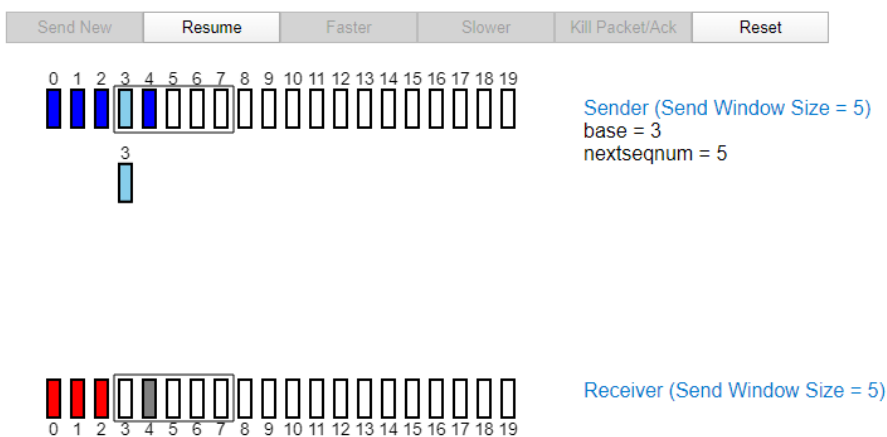 Send New Resume Faster Slower Kill Packet/Ack Reset
0 1 2 3 4 5 6 7 8 9 10 11 12 13 14 15 16 17 18 19
Sender (Send Window Size = 5)
base = 3
nextseqnum = 5
3
Receiver (Send Window Size = 5)
0 1 2 3 4 5 6 7 8 9 10 11 12 13 14 15 16 17 18 19